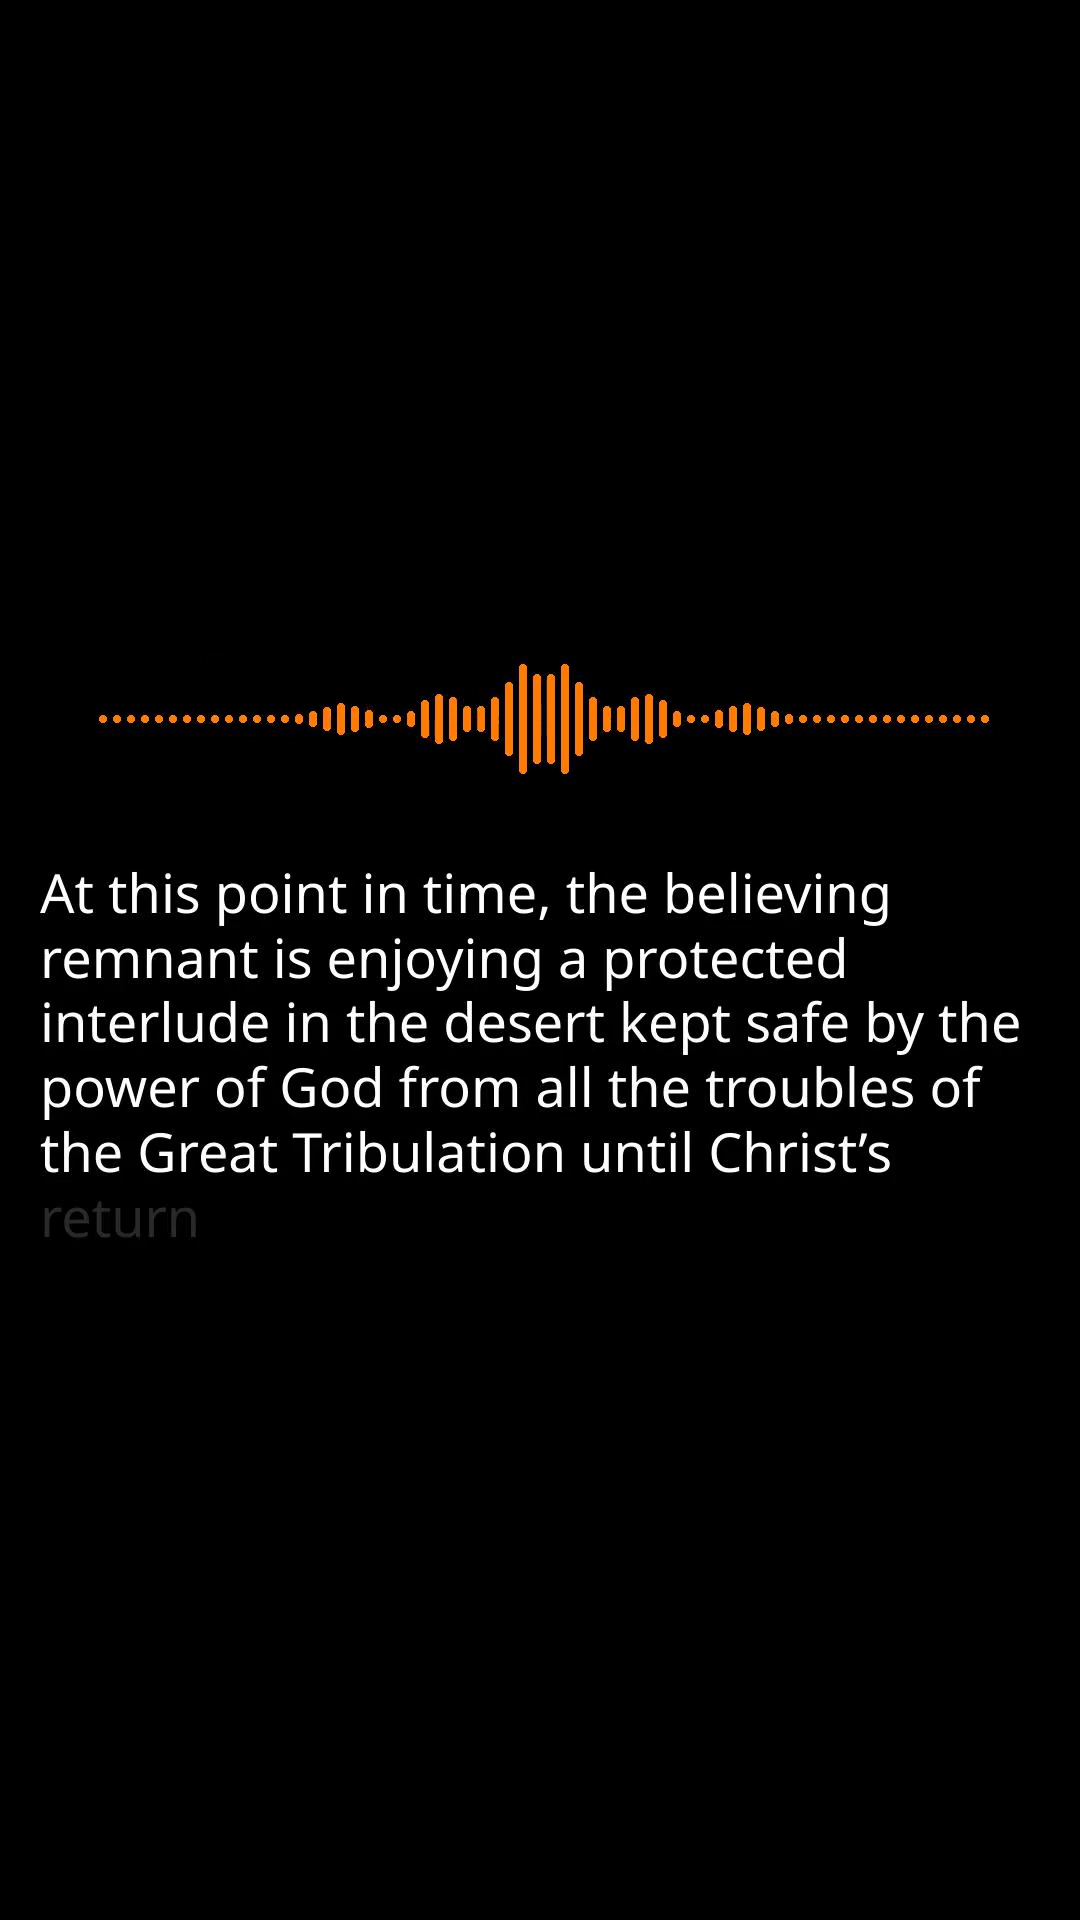 At this point in time, the believing
remnant is enjoying a protected
interlude in the desert kept safe by the
power of God from all the troubles of
the Great Tribulation until Christ’s
return